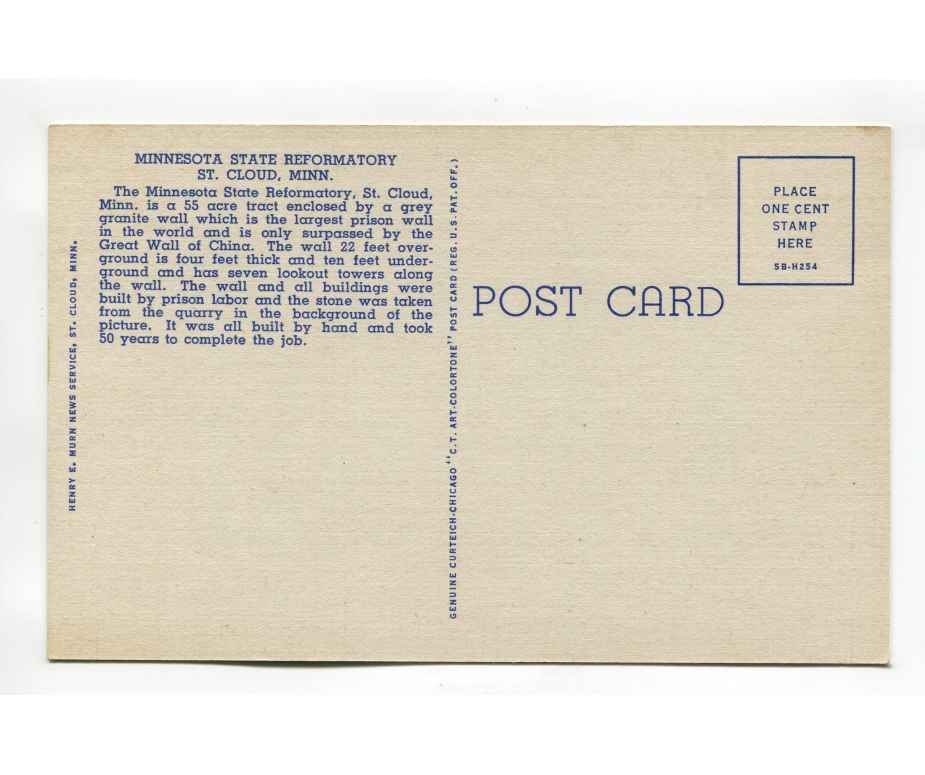 MINNESOTA STATE REFORMATORY
ST. CLOUD, MINN.
The Minnesota State Reformatory, St. Cloud,
Minn. is a 55 acre tract enclosed by a grey
granite wall which is the largest prison wall
in the world and is only surpassed by the
Great Wall of China. The wall 22 feet over-
ground is four feet thick and ten feet under-
ground and has seven lookout towers along
the wall. The wall and all buildings were
built by prison labor and the stone was taken
from the quarry in the background of the
picture. It was all built by hand and took
50 years to complete the job.
HENRY E. MURN NEWS SERVICE, ST. CLOUD, MINN.
GENUINE CURTEICH-CHICAGO "C.T. ART-COLORTONE" POST CARD (REG. U.S. PAT. OFF.)
POST CARD
PLACE
ONE CENT
STAMP
HERE
5B-H254